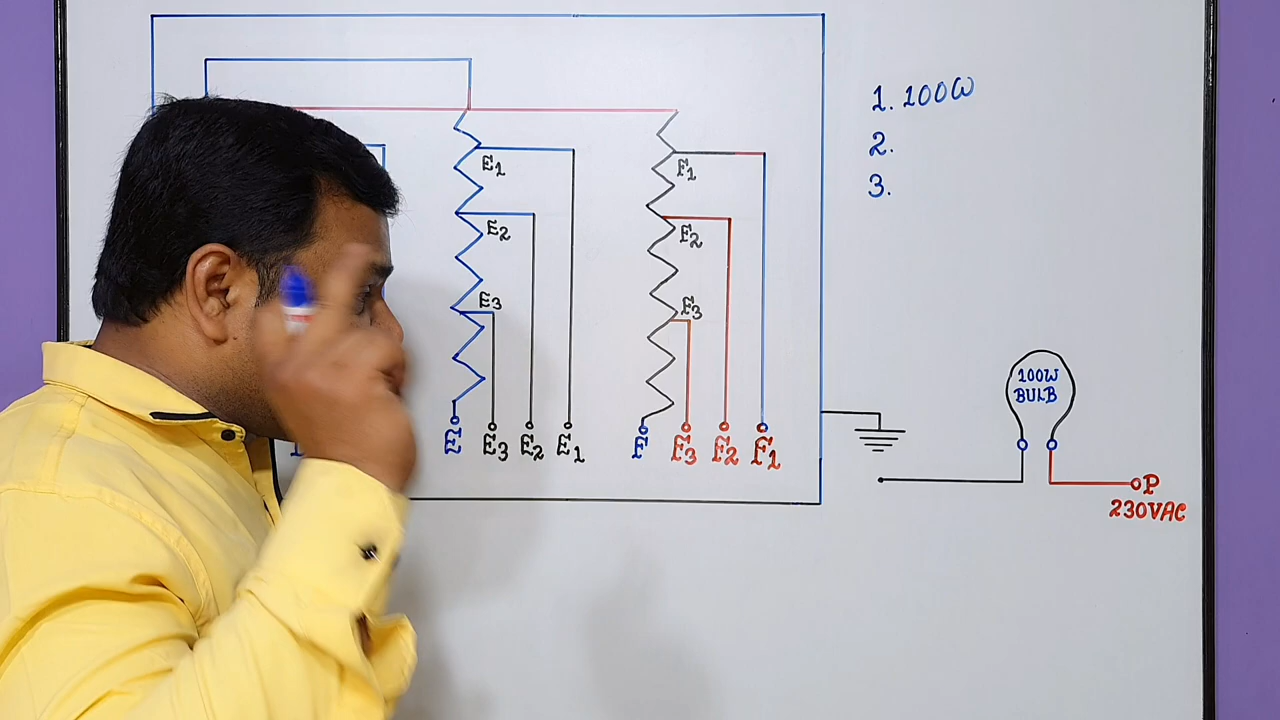 1. 100W
2.
3.
E1
E2
E3
F1
F2
F3
E E3 E2 E1
F F3 F2 F1
100W
BULB
P
230VAC